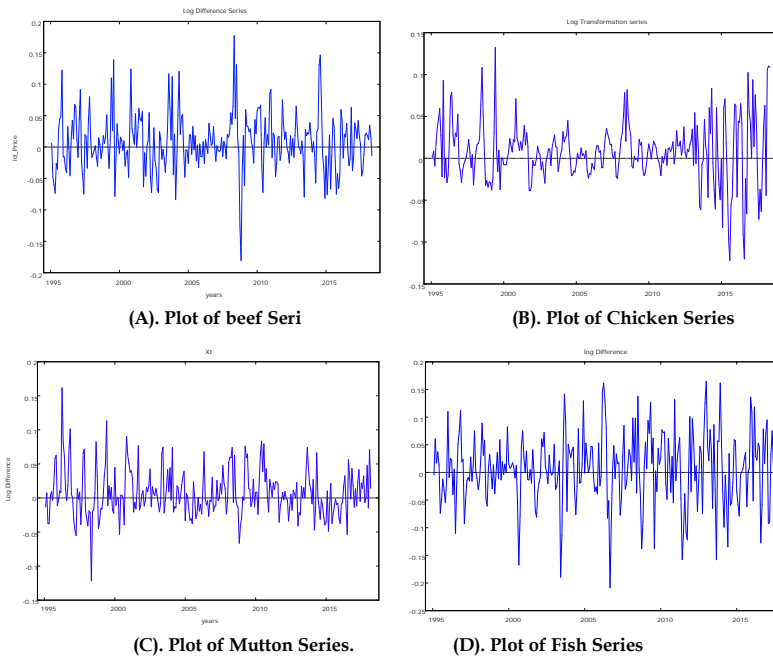 Log Difference Series
0.2
0.15
0.1
0.05
0
-0.05
-0.1
-0.15
-0.2
ld_Price
1995 2000 2005 2010 2015
years
(A). Plot of beef Seri
Log Transformation series
0.15
0.1
0.05
0
-0.05
-0.1
-0.15
1995 2000 2005 2010 2015
(B). Plot of Chicken Series
Xt
0.2
0.15
0.1
0.05
0
-0.05
-0.1
-0.15
Log Difference
1995 2000 2005 2010 2015
years
(C). Plot of Mutton Series.
log Difference
0.2
0.15
0.1
0.05
0
-0.05
-0.1
-0.15
-0.2
-0.25
1995 2000 2005 2010 2015
(D). Plot of Fish Series